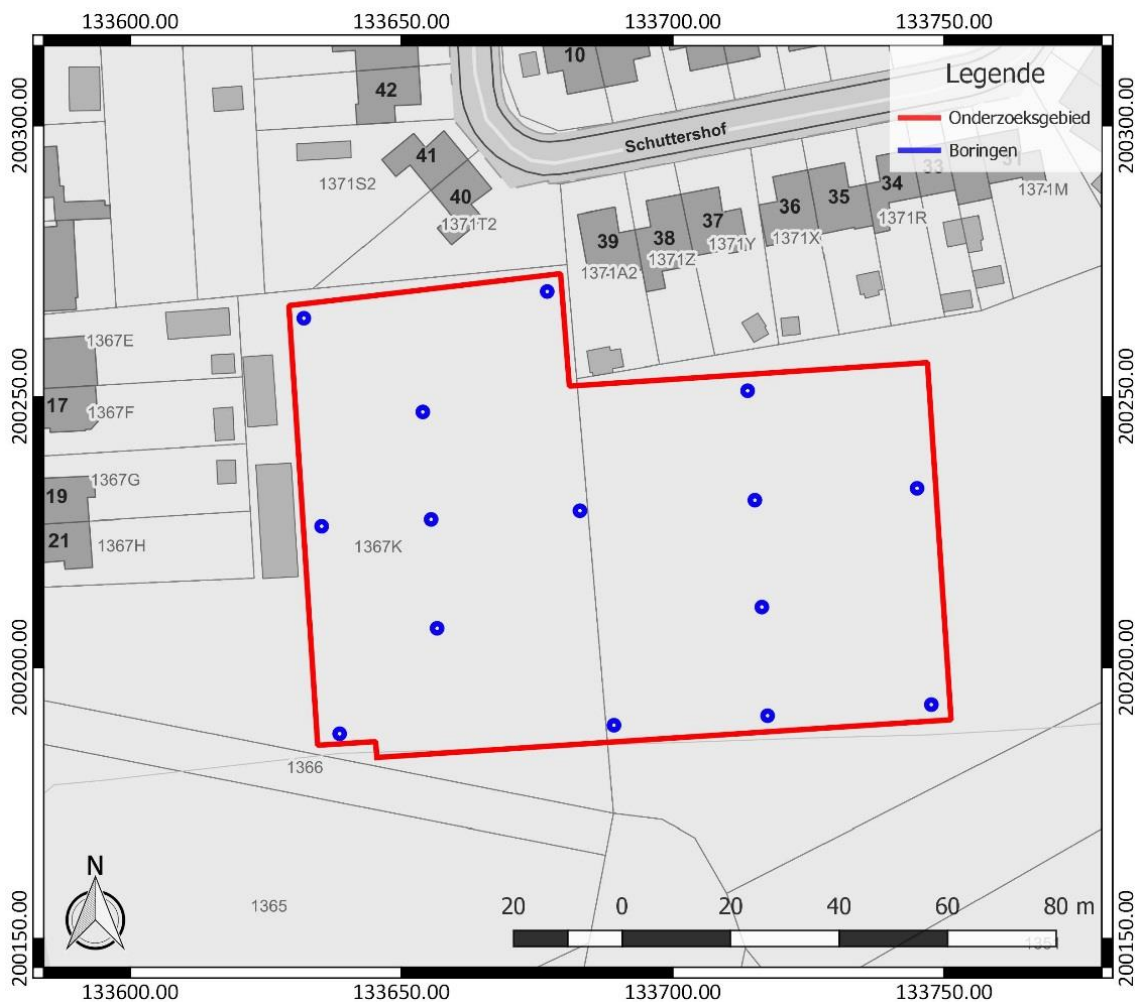 133600.00 133650.00 133700.00 133750.00
Legende
Onderzoeksgebied
Boringen
10
42
Schuttershof
41
1371S2
40
1371T2
39
38
37
36
35
34
33
31
1371A2
1371Z
1371Y
1371X
1371R
1371M
200300.00 200300.00
1367E
17
1367F
200250.00 200250.00
1367G
19
21
1367H
1367K
200200.00 200200.00
1366
N
1365
20 0 20 40 60 80 m
1351
200150.00 200150.00
133600.00 133650.00 133700.00 133750.00